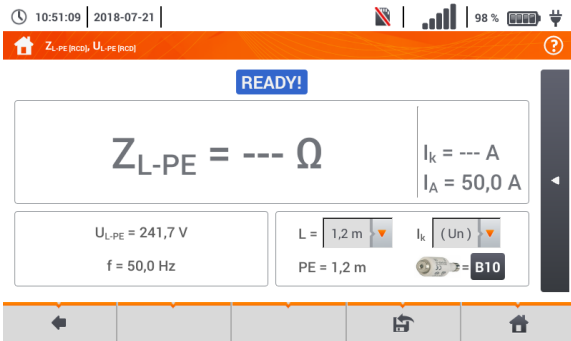 10:51:09 2018-07-21 98 %
ZL-PE [RCD], UL-PE [RCD] ?
READY!
ZL-PE = --- Ω
Ik = --- A
IA = 50,0 A
UL-PE = 241,7 V
f = 50,0 Hz
L = 1,2 m Ik (Un)
PE = 1,2 m = B10